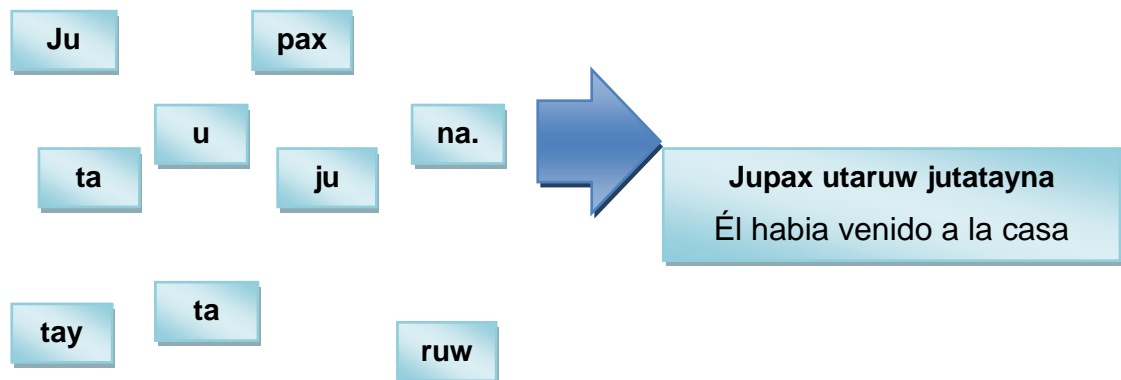 Ju
pax
u
na.
ta
ju
Jupax utaruw jutatayna
Él habia venido a la casa
ta
tay
ruw